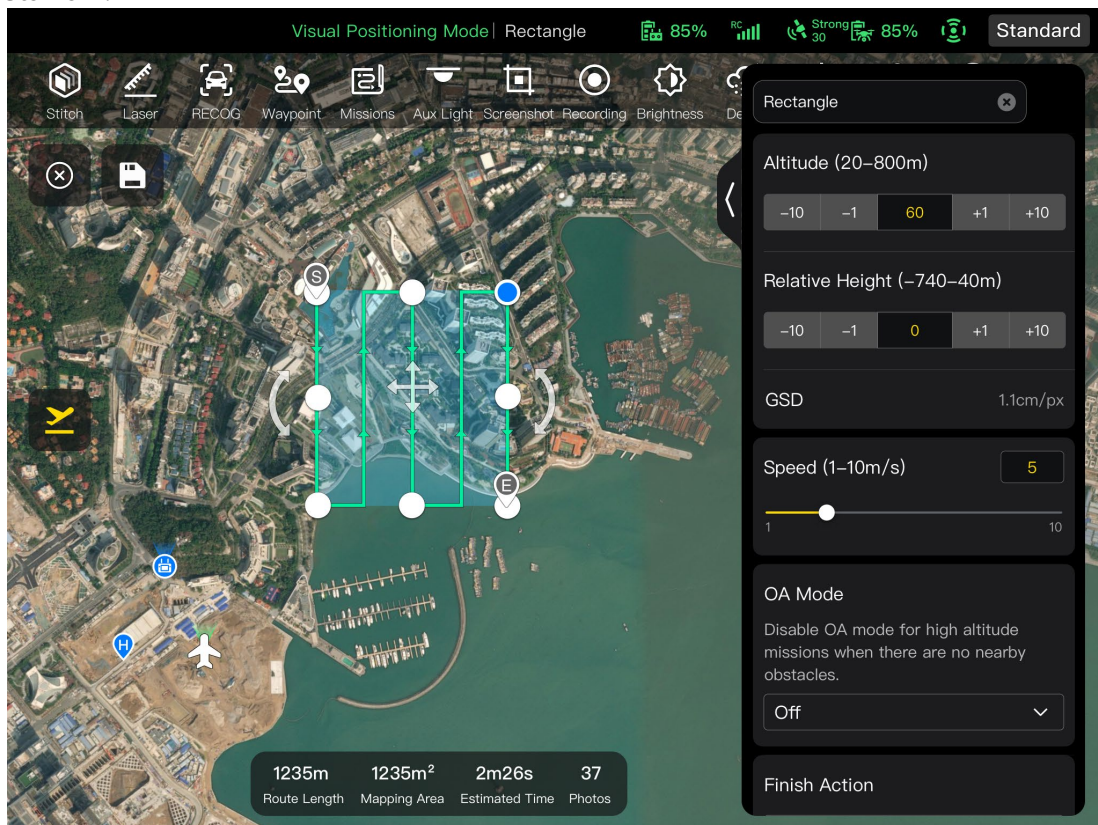 Visual Positioning Mode | Rectangle
85%
RC
Strong
30
85%
Standard
Stitch
Laser
RECOG
Waypoint
Missions
Aux Light
Screenshot
Recording
Brightness
De
Rectangle
Altitude (20–800m)
–10 –1 60 +1 +10
Relative Height (–740–40m)
–10 –1 0 +1 +10
GSD 1.1cm/px
Speed (1–10m/s) 5
1 10
OA Mode
Disable OA mode for high altitude
missions when there are no nearby
obstacles.
Off
Finish Action
S
E
H
1235m 1235m² 2m26s 37
Route Length Mapping Area Estimated Time Photos